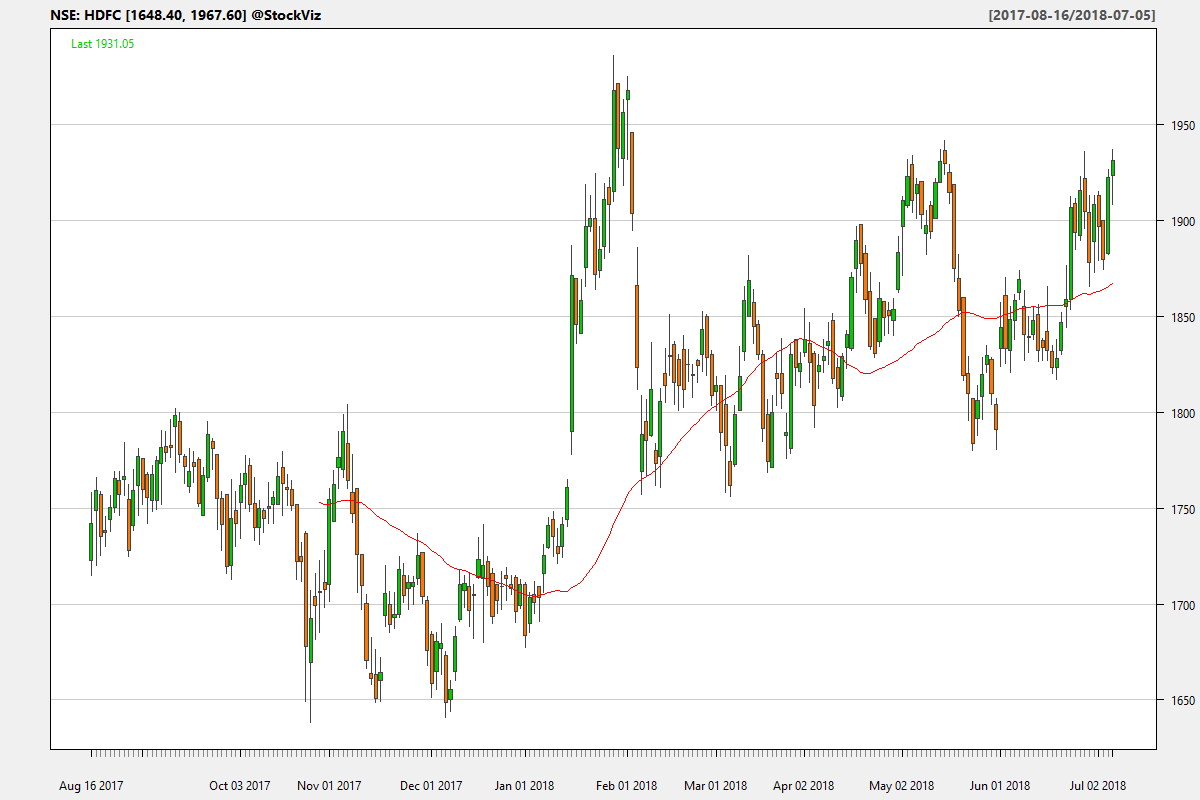 NSE: HDFC [1648.40, 1967.60] @StockViz
[2017-08-16/2018-07-05]
Last 1931.05
1950
1900
1850
1800
1750
1700
1650
Aug 16 2017 Oct 03 2017 Nov 01 2017 Dec 01 2017 Jan 01 2018 Feb 01 2018 Mar 01 2018 Apr 02 2018 May 02 2018 Jun 01 2018 Jul 02 2018